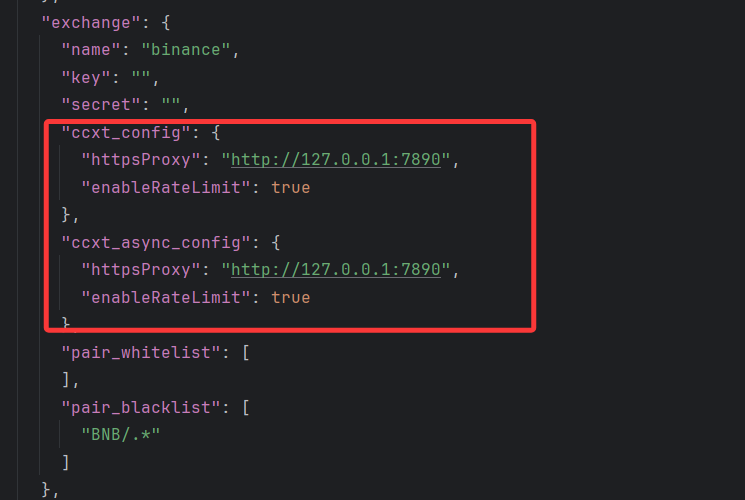 "exchange": {
"name": "binance",
"key": "",
"secret": "",
"ccxt_config": {
"httpsProxy": "http://127.0.0.1:7890",
"enableRateLimit": true
},
"ccxt_async_config": {
"httpsProxy": "http://127.0.0.1:7890",
"enableRateLimit": true
},
"pair_whitelist": [
],
"pair_blacklist": [
"BNB/.*"
]
},